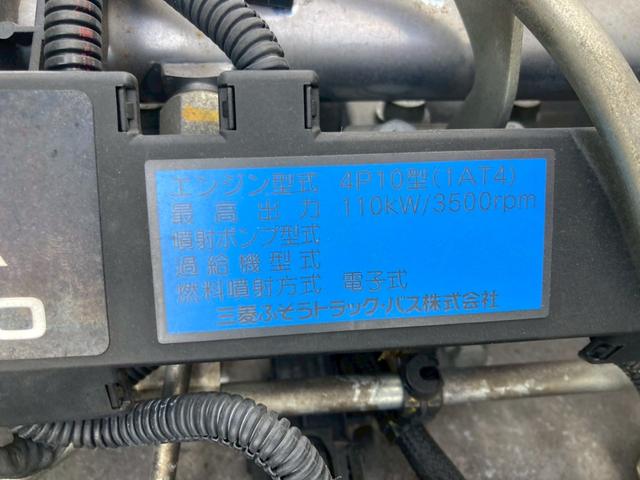 エンジン型式 4P10型(1AT4)
最高出力 110kW/3500rpm
噴射ポンプ型式
過給機型式
燃料噴射方式 電子式
三菱ふそうトラック・バス株式会社